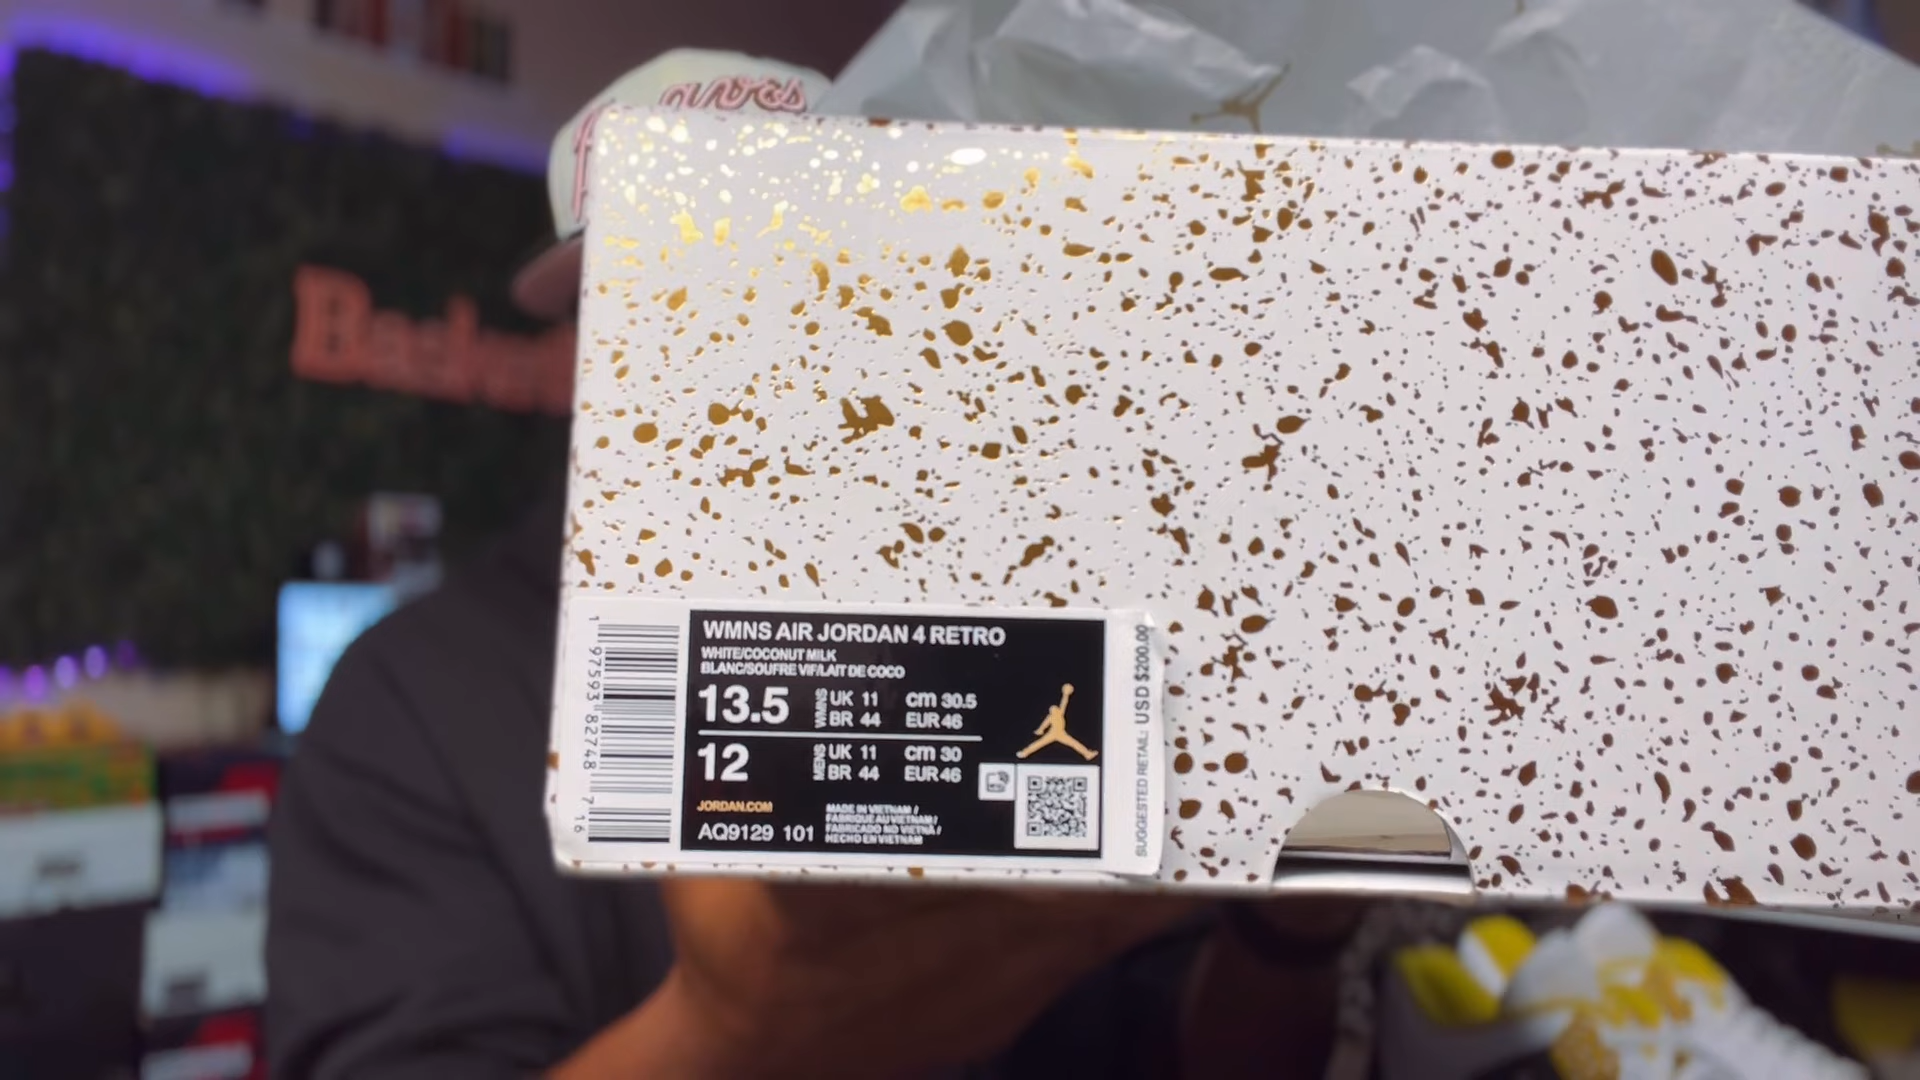 WMNS AIR JORDAN 4 RETRO
WHITE/COCONUT MILK
BLANC/SOUFRE VIF/LAIT DE COCO
13.5 WMNS UK 11 cm 30.5
BR 44 EUR 46
12 MENS UK 11 cm 30
BR 44 EUR 46
JORDAN.COM
AQ9129 101
MADE IN VIETNAM /
FABRIQUE AU VIETNAM /
FABRICADO NO VIETNÃ /
HECHO EN VIETNAM
1 97593 82748 7 16
SUGGESTED RETAIL: USD $200.00